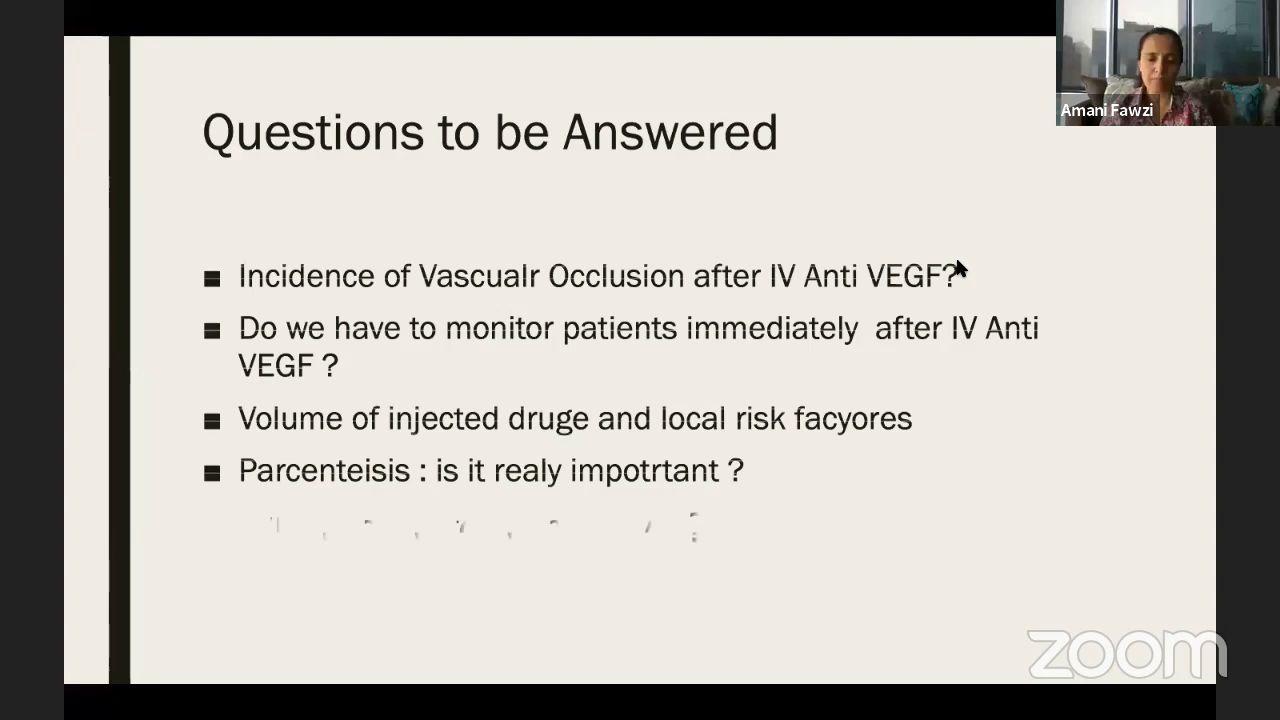 Amani Fawzi
Questions to be Answered
Incidence of Vascualr Occlusion after IV Anti VEGF?
Do we have to monitor patients immediately after IV Anti
VEGF ?
Volume of injected druge and local risk facyores
Parcenteisis : is it realy impotrtant ?
zoom